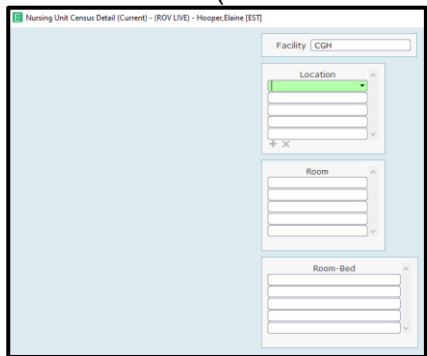 Nursing Unit Census Detail (Current) - (ROV LIVE) - Hooper,Elaine [EST]
Facility CGH
Location
Room
Room-Bed